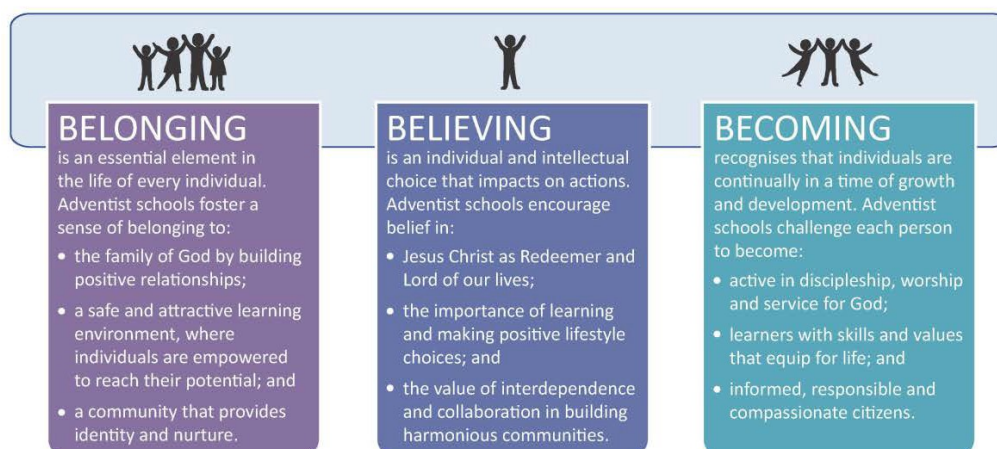 BELONGING
is an essential element in
the life of every individual.
Adventist schools foster a
sense of belonging to:
• the family of God by building
positive relationships;
• a safe and attractive learning
environment, where
individuals are empowered
to reach their potential; and
• a community that provides
identity and nurture.
BELIEVING
is an individual and intellectual
choice that impacts on actions.
Adventist schools encourage
belief in:
• Jesus Christ as Redeemer and
Lord of our lives;
• the importance of learning
and making positive lifestyle
choices; and
• the value of interdependence
and collaboration in building
harmonious communities.
BECOMING
recognises that individuals are
continually in a time of growth
and development. Adventist
schools challenge each person
to become:
• active in discipleship, worship
and service for God;
• learners with skills and values
that equip for life; and
• informed, responsible and
compassionate citizens.